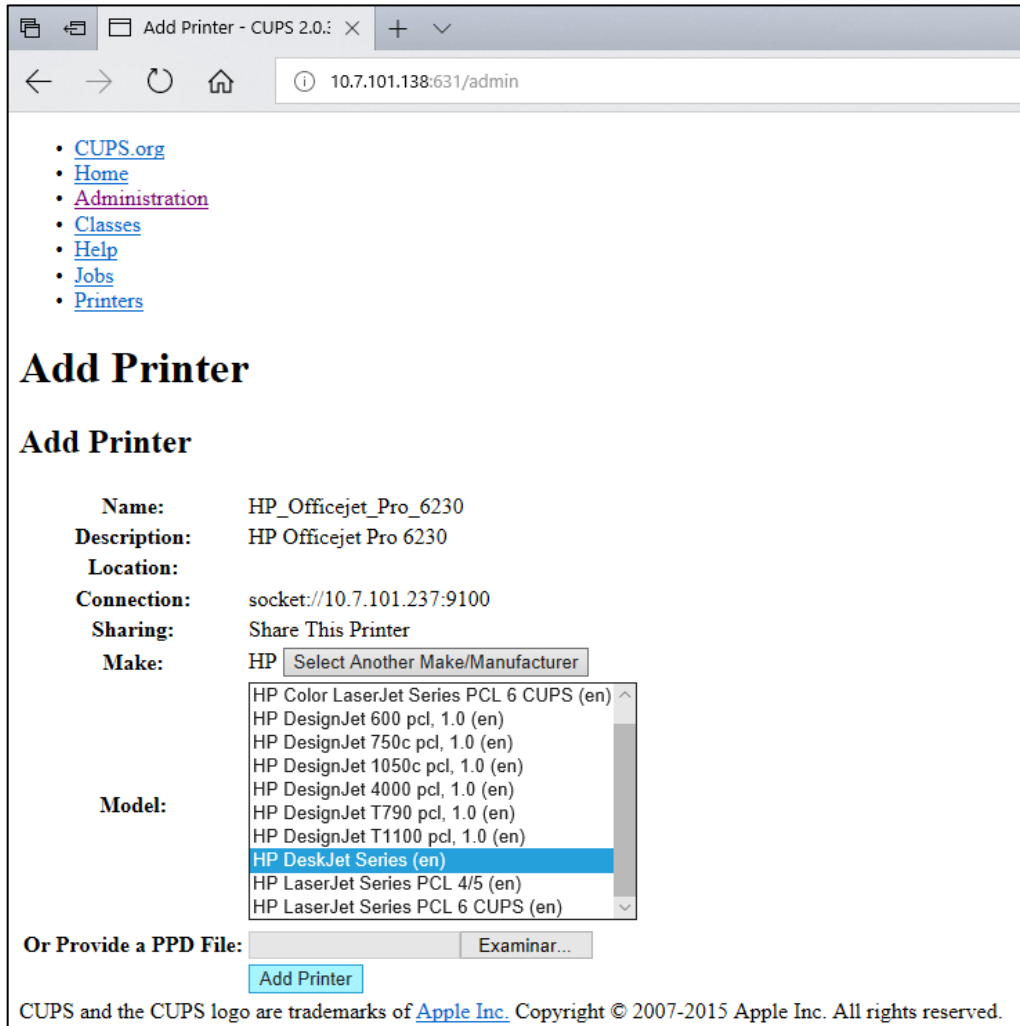 Add Printer - CUPS 2.0.3
10.7.101.138:631/admin
• CUPS.org
• Home
• Administration
• Classes
• Help
• Jobs
• Printers
Add Printer
Add Printer
Name: HP_Officejet_Pro_6230
Description: HP Officejet Pro 6230
Location:
Connection: socket://10.7.101.237:9100
Sharing: Share This Printer
Make: HP Select Another Make/Manufacturer
Model:
HP Color LaserJet Series PCL 6 CUPS (en)
HP DesignJet 600 pcl, 1.0 (en)
HP DesignJet 750c pcl, 1.0 (en)
HP DesignJet 1050c pcl, 1.0 (en)
HP DesignJet 4000 pcl, 1.0 (en)
HP DesignJet T790 pcl, 1.0 (en)
HP DesignJet T1100 pcl, 1.0 (en)
HP DeskJet Series (en)
HP LaserJet Series PCL 4/5 (en)
HP LaserJet Series PCL 6 CUPS (en)
Or Provide a PPD File: Examinar...
Add Printer
CUPS and the CUPS logo are trademarks of Apple Inc. Copyright © 2007-2015 Apple Inc. All rights reserved.